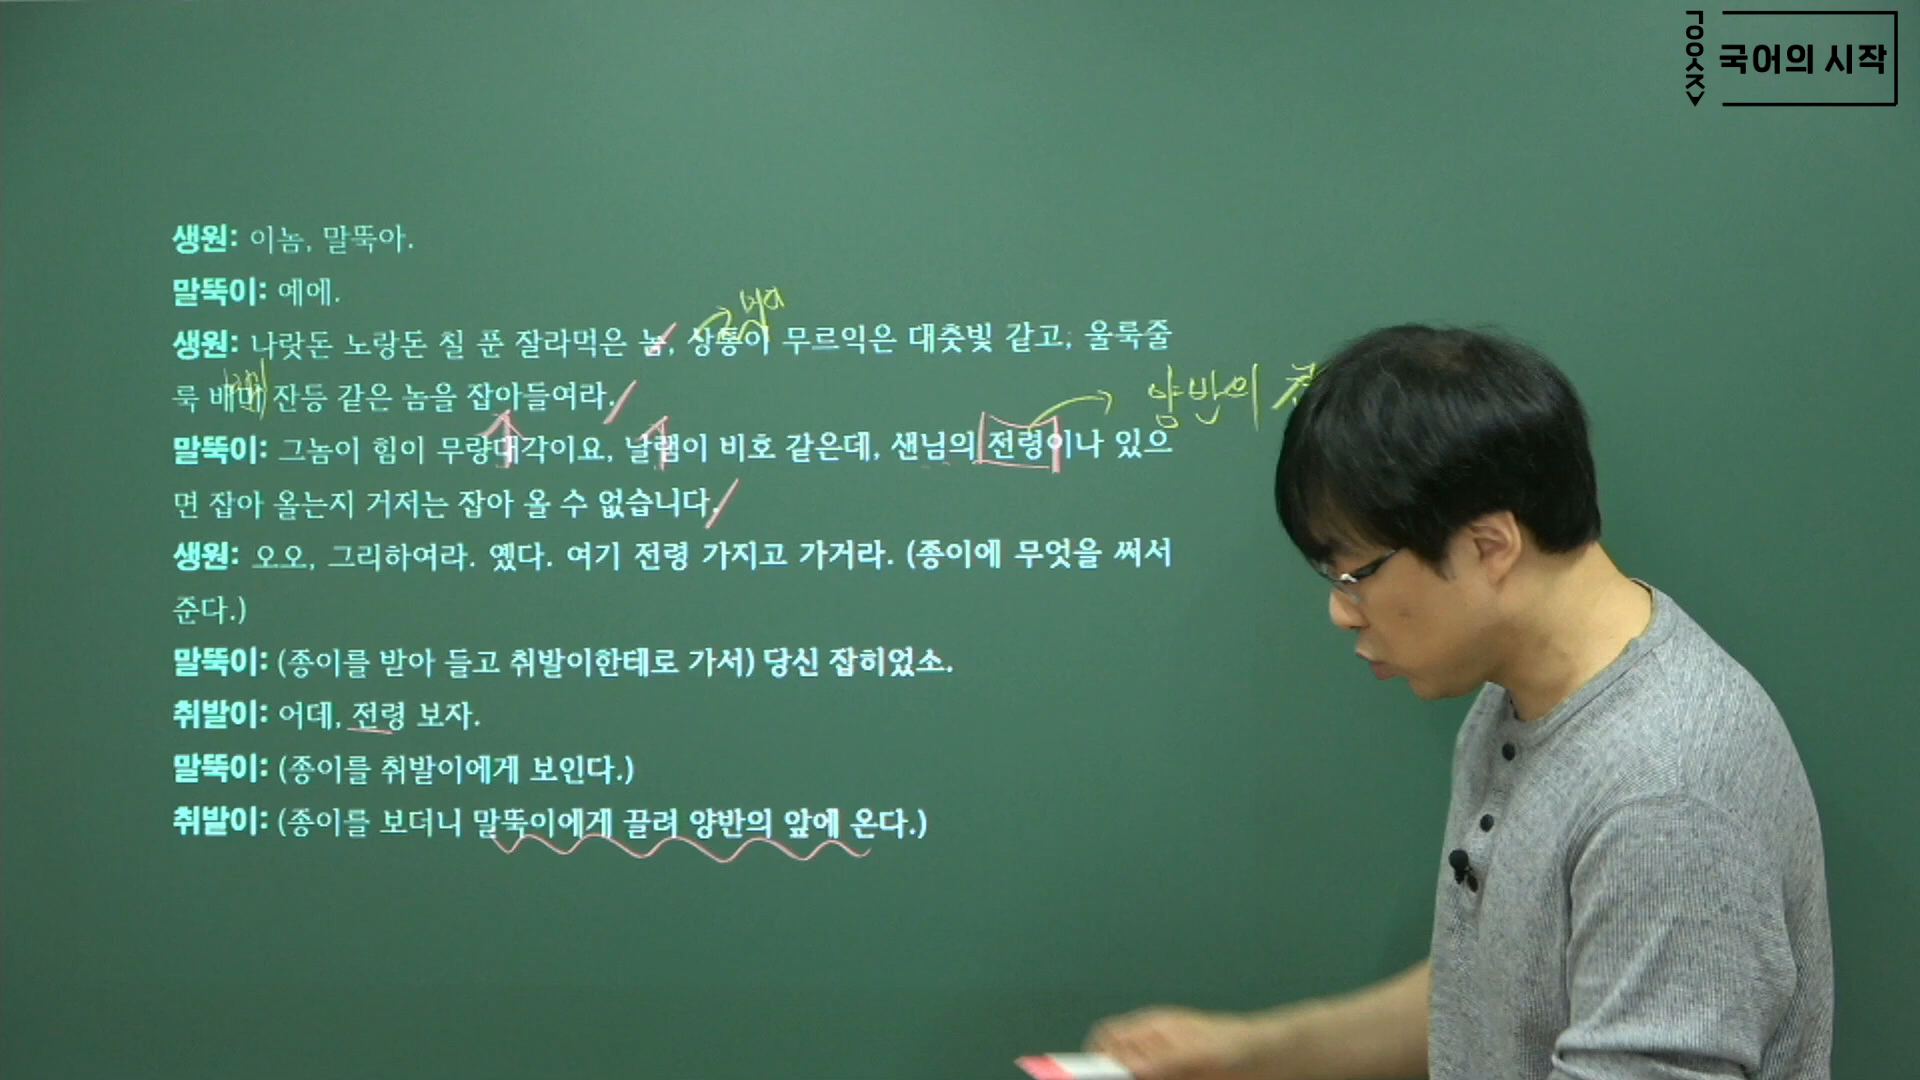 국어의 시작
생원: 이놈, 말뚝아.
말뚝이: 예에.
생원: 나랏돈 노랑돈 칠 푼 잘라먹은 놈, 상통이 무르익은 대춧빛 같고, 울룩줄
룩 배미 잔등 같은 놈을 잡아들여라.
양반의
말뚝이: 그놈이 힘이 무량대각이요, 날램이 비호 같은데, 샌님의 전령이나 있으
면 잡아 올는지 거저는 잡아 올 수 없습니다.
생원: 오오, 그리하여라. 옜다. 여기 전령 가지고 가거라. (종이에 무엇을 써서
준다.)
말뚝이: (종이를 받아 들고 취발이한테로 가서) 당신 잡히었소.
취발이: 어데, 전령 보자.
말뚝이: (종이를 취발이에게 보인다.)
취발이: (종이를 보더니 말뚝이에게 끌려 양반의 앞에 온다.)